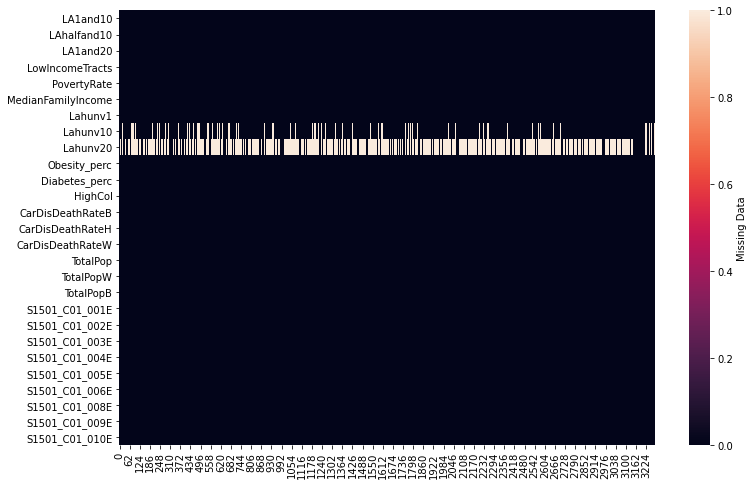 LA1and10
LAhalfand10
LA1and20
LowIncomeTracts
PovertyRate
MedianFamilyIncome
Lahunv1
Lahunv10
Lahunv20
Obesity_perc
Diabetes_perc
HighCol
CarDisDeathRateB
CarDisDeathRateH
CarDisDeathRateW
TotalPop
TotalPopW
TotalPopB
S1501_C01_001E
S1501_C01_002E
S1501_C01_003E
S1501_C01_004E
S1501_C01_005E
S1501_C01_006E
S1501_C01_008E
S1501_C01_009E
S1501_C01_010E
0
62
124
186
248
310
372
434
496
558
620
682
744
806
868
930
992
1054
1116
1178
1240
1302
1364
1426
1488
1550
1612
1674
1736
1798
1860
1922
1984
2046
2108
2170
2232
2294
2356
2418
2480
2542
2604
2666
2728
2790
2852
2914
2976
3038
3100
3162
3224
1.0
0.8
0.6
0.4
0.2
0.0
Missing Data